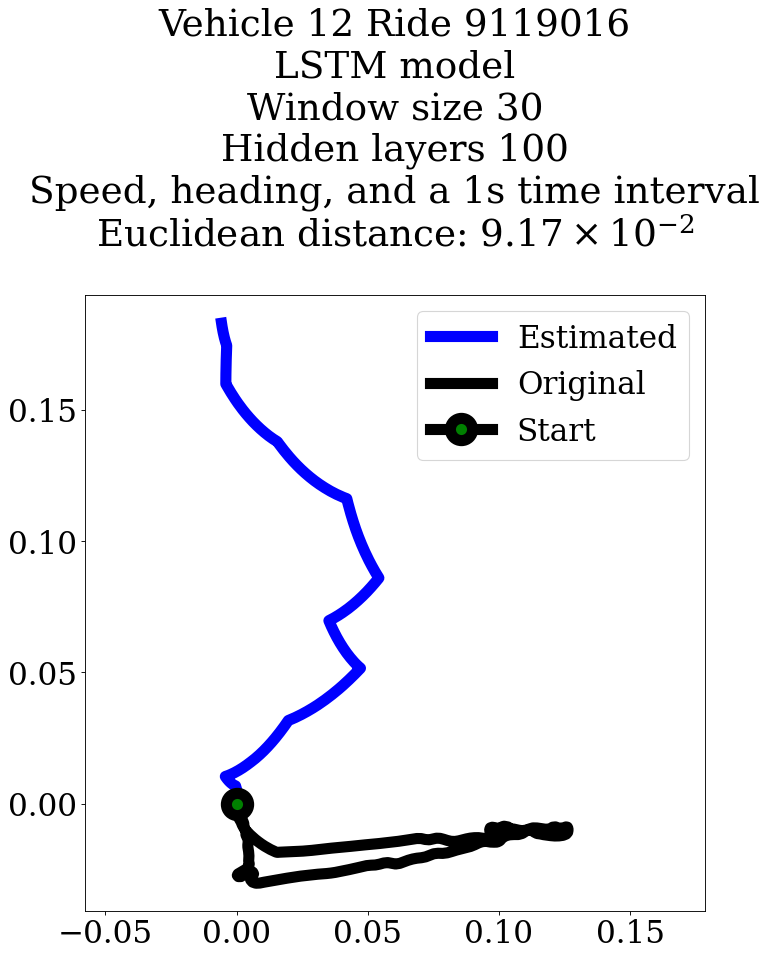 Vehicle 12 Ride 9119016
LSTM model
Window size 30
Hidden layers 100
Speed, heading, and a 1s time interval
Euclidean distance: 9.17 × 10⁻²
Estimated
Original
Start
0.15
0.10
0.05
0.00
−0.05 0.00 0.05 0.10 0.15